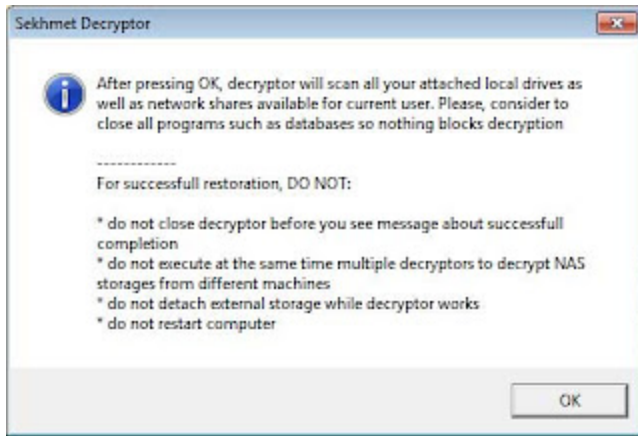 Sekhmet Decryptor
After pressing OK, decryptor will scan all your attached local drives as
well as network shares available for current user. Please, consider to
close all programs such as databases so nothing blocks decryption
------------
For successfull restoration, DO NOT:
* do not close decryptor before you see message about successfull
completion
* do not execute at the same time multiple decryptors to decrypt NAS
storages from different machines
* do not detach external storage while decryptor works
* do not restart computer
OK